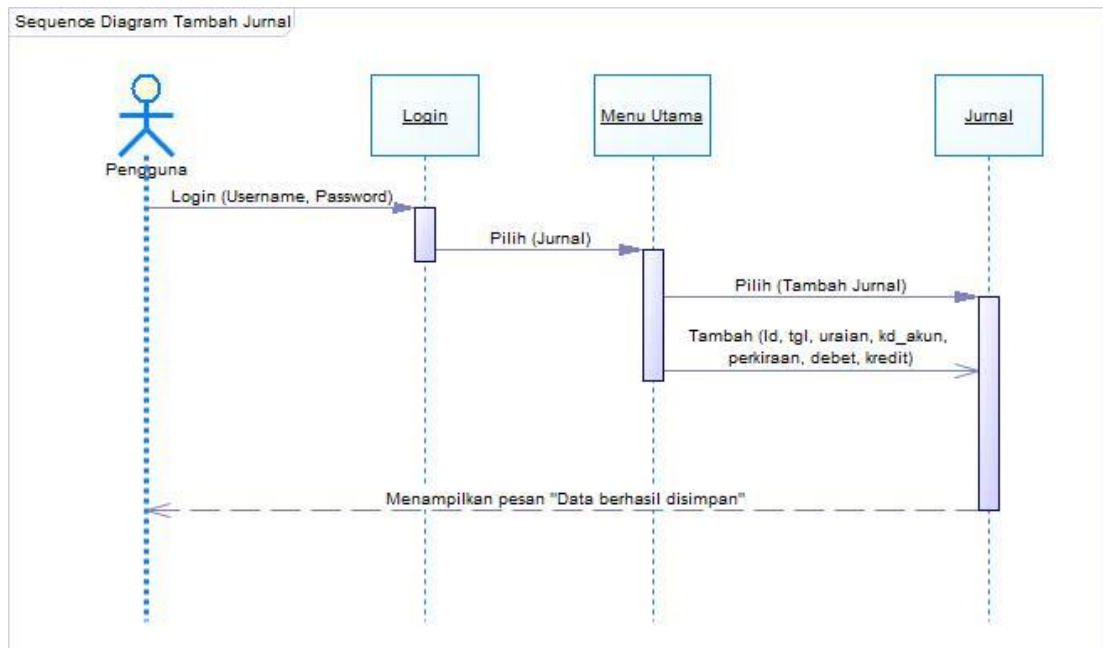 Sequence Diagram Tambah Jurnal
Login
Menu Utama
Jurnal
Pengguna
Login (Username, Password)
Pilih (Jurnal)
Pilih (Tambah Jurnal)
Tambah (Id, tgl, uraian, kd_akun,
perkiraan, debet, kredit)
Menampilkan pesan "Data berhasil disimpan"